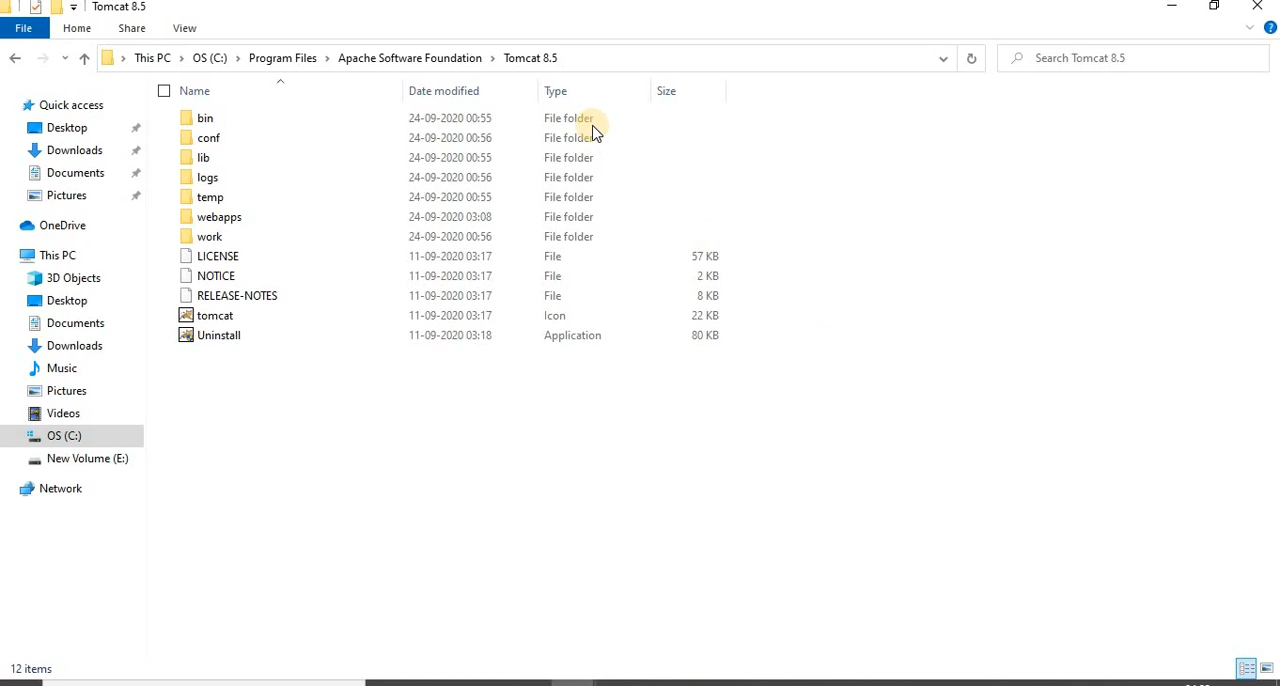 Tomcat 8.5
File Home Share View
This PC > OS (C:) > Program Files > Apache Software Foundation > Tomcat 8.5
Search Tomcat 8.5
Name Date modified Type Size
Quick access
Desktop
Downloads
Documents
Pictures
OneDrive
This PC
3D Objects
Desktop
Documents
Downloads
Music
Pictures
Videos
OS (C:)
New Volume (E:)
Network
bin 24-09-2020 00:55 File folder
conf 24-09-2020 00:56 File folder
lib 24-09-2020 00:55 File folder
logs 24-09-2020 00:56 File folder
temp 24-09-2020 00:55 File folder
webapps 24-09-2020 03:08 File folder
work 24-09-2020 00:56 File folder
LICENSE 11-09-2020 03:17 File 57 KB
NOTICE 11-09-2020 03:17 File 2 KB
RELEASE-NOTES 11-09-2020 03:17 File 8 KB
tomcat 11-09-2020 03:17 Icon 22 KB
Uninstall 11-09-2020 03:18 Application 80 KB
12 items